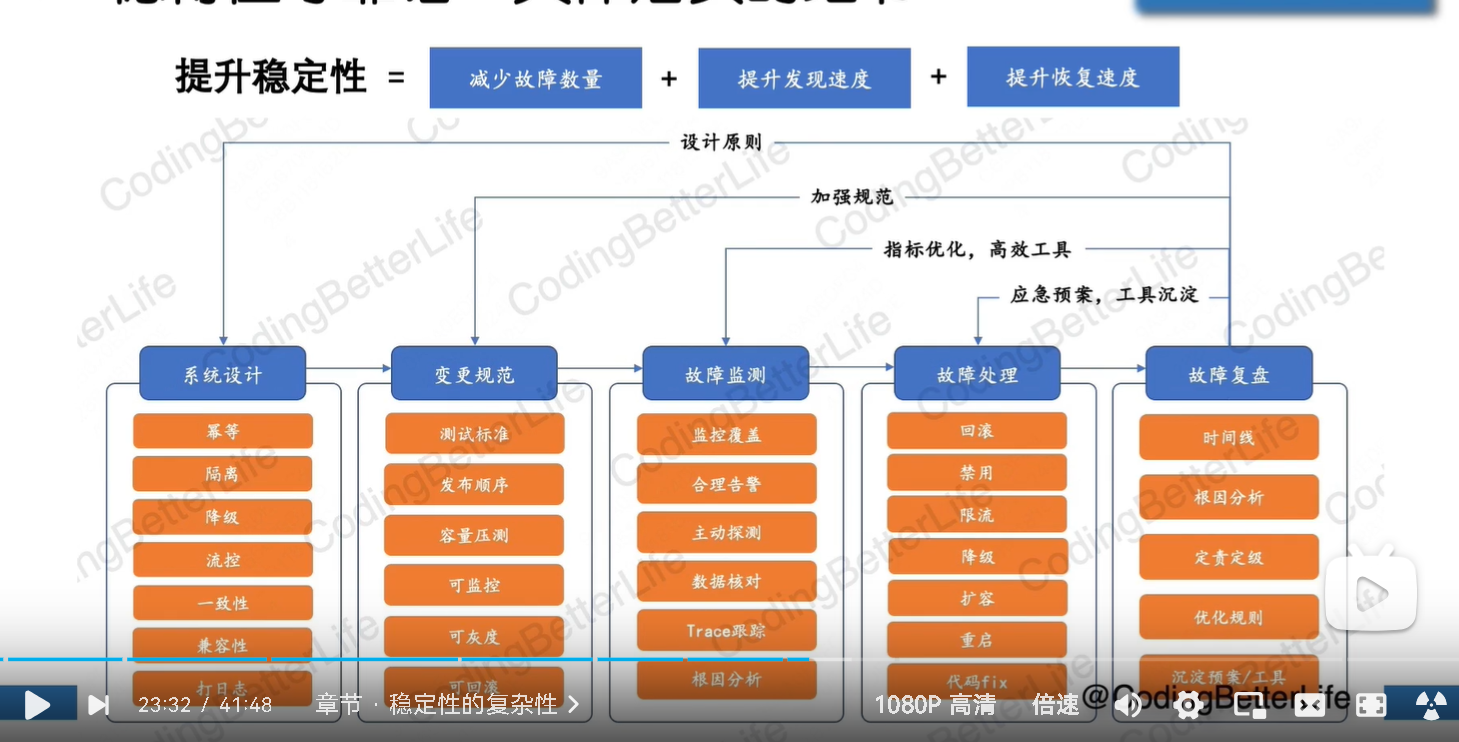 提升稳定性 = 减少故障数量 + 提升发现速度 + 提升恢复速度
设计原则
加强规范
指标优化，高效工具
应急预案，工具沉淀
系统设计
幂等
隔离
降级
流控
一致性
兼容性
打日志
变更规范
测试标准
发布顺序
容量压测
可监控
可灰度
可回滚
故障监测
监控覆盖
合理告警
主动探测
数据核对
Trace跟踪
根因分析
故障处理
回滚
禁用
限流
降级
扩容
重启
代码fix
故障复盘
时间线
根因分析
定责定级
优化规则
沉淀预案/工具
@CodingBetterLife
23:32 / 41:48
章节 · 稳定性的复杂性
1080P 高清
倍速
CodingBetterLife